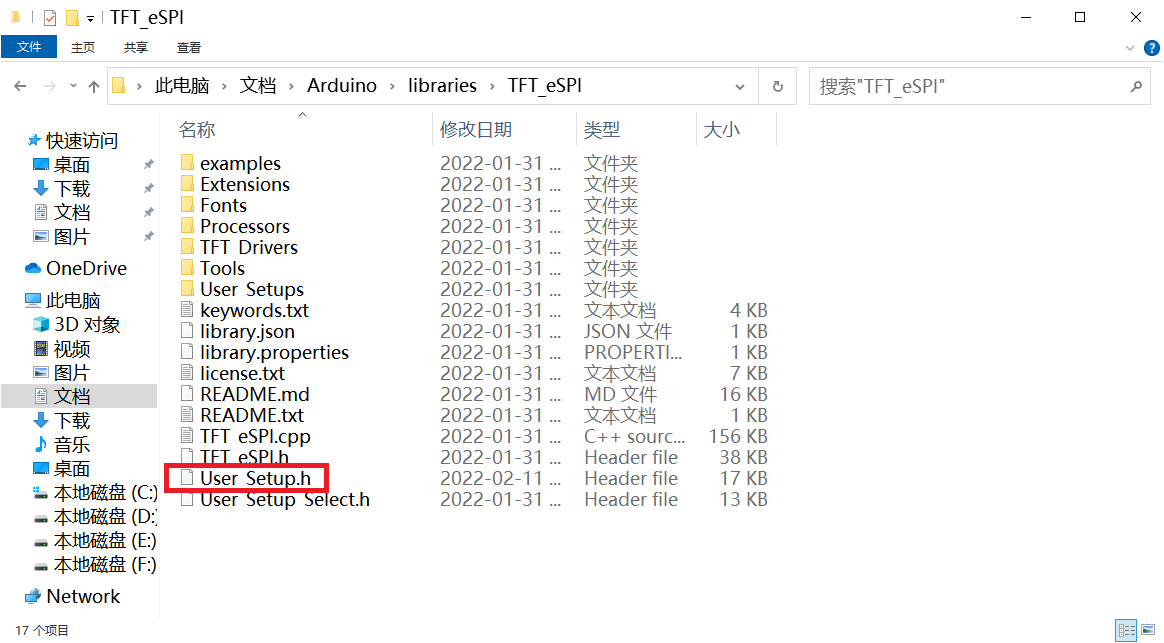 TFT_eSPI
文件 主页 共享 查看
此电脑 › 文档 › Arduino › libraries › TFT_eSPI 搜索"TFT_eSPI"
名称 修改日期 类型 大小
快速访问
桌面
下载
文档
图片
OneDrive
此电脑
3D 对象
视频
图片
文档
下载
音乐
桌面
本地磁盘 (C:)
本地磁盘 (D:)
本地磁盘 (E:)
本地磁盘 (F:)
Network
examples 2022-01-31 ... 文件夹
Extensions 2022-01-31 ... 文件夹
Fonts 2022-01-31 ... 文件夹
Processors 2022-01-31 ... 文件夹
TFT_Drivers 2022-01-31 ... 文件夹
Tools 2022-01-31 ... 文件夹
User_Setups 2022-01-31 ... 文件夹
keywords.txt 2022-01-31 ... 文本文档 4 KB
library.json 2022-01-31 ... JSON 文件 1 KB
library.properties 2022-01-31 ... PROPERTI... 1 KB
license.txt 2022-01-31 ... 文本文档 7 KB
README.md 2022-01-31 ... MD 文件 16 KB
README.txt 2022-01-31 ... 文本文档 1 KB
TFT_eSPI.cpp 2022-01-31 ... C++ sourc... 156 KB
TFT_eSPI.h 2022-01-31 ... Header file 38 KB
User_Setup.h 2022-02-11 ... Header file 17 KB
User_Setup_Select.h 2022-01-31 ... Header file 13 KB
17 个项目